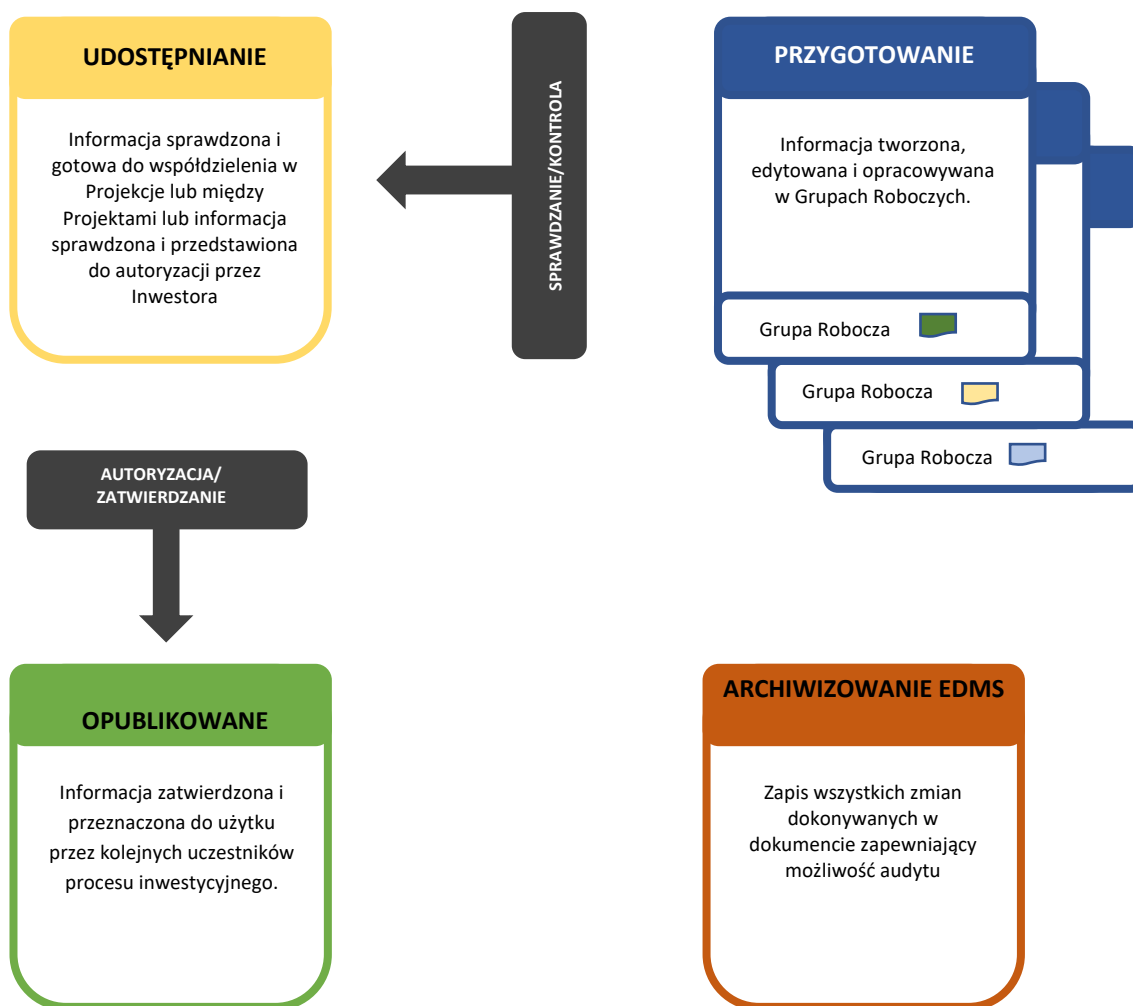 UDOSTĘPNIANIE
Informacja sprawdzona i
gotowa do współdzielenia w
Projekcje lub między
Projektami lub informacja
sprawdzona i przedstawiona
do autoryzacji przez
Inwestora
SPRAWDZANIE/KONTROLA
PRZYGOTOWANIE
Informacja tworzona,
edytowana i opracowywana
w Grupach Roboczych.
Grupa Robocza
Grupa Robocza
Grupa Robocza
AUTORYZACJA/
ZATWIERDZANIE
OPUBLIKOWANE
Informacja zatwierdzona i
przeznaczona do użytku
przez kolejnych uczestników
procesu inwestycyjnego.
ARCHIWIZOWANIE EDMS
Zapis wszystkich zmian
dokonywanych w
dokumencie zapewniający
możliwość audytu